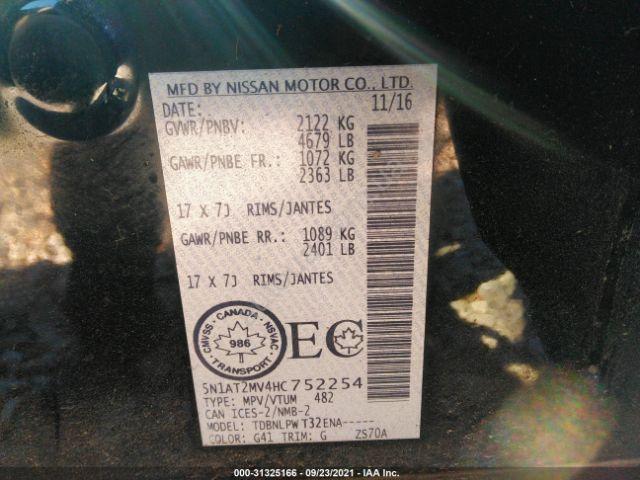 MFD BY NISSAN MOTOR CO., LTD.
DATE: 11/16
GVWR/PNBV: 2122 KG
4679 LB
GAWR/PNBE FR.: 1072 KG
2363 LB
17 X 7J RIMS/JANTES
GAWR/PNBE RR.: 1089 KG
2401 LB
17 X 7J RIMS/JANTES
CMVSS · CANADA · NSVAC
986
TRANSPORT
EC
5N1AT2MV4HC752254
TYPE: MPV/VTUM 482
CAN ICES-2/NMB-2
MODEL: TDBNLPW T32ENA-----
COLOR: G41 TRIM: G ZS70A
000-31325166 - 09/23/2021 - IAA Inc.